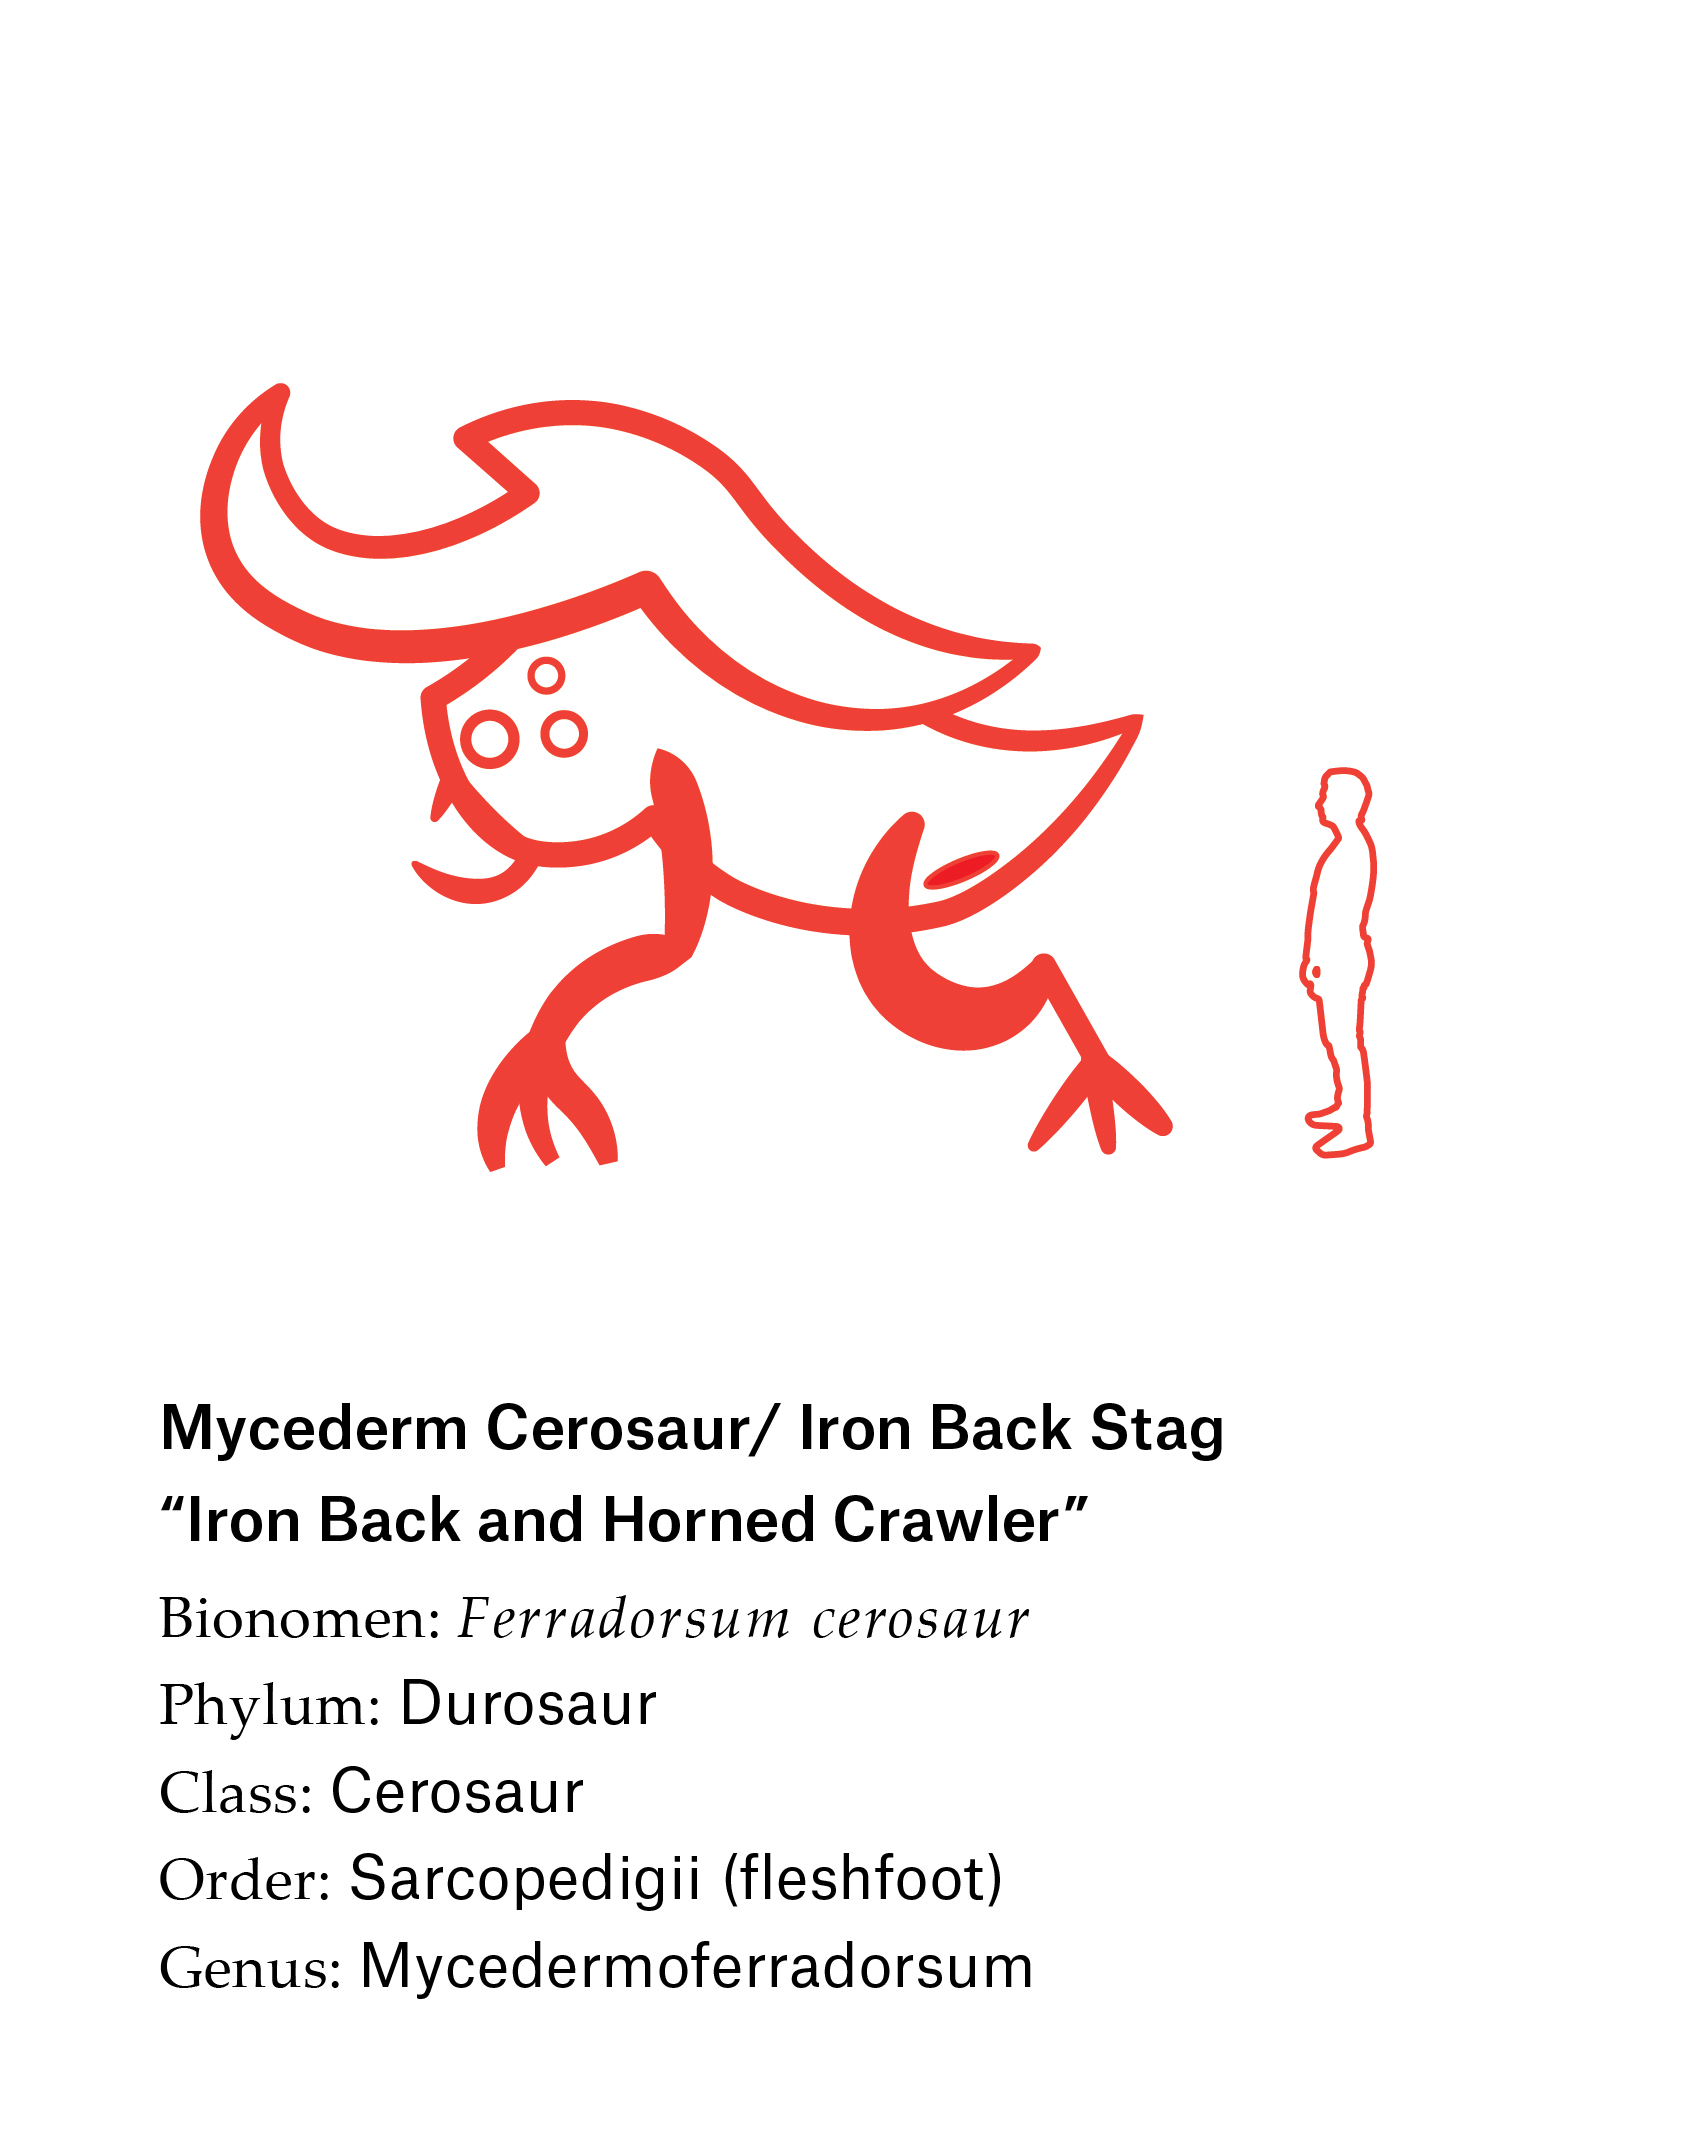 Mycederm Cerosaur/ Iron Back Stag
“Iron Back and Horned Crawler”
Bionomen: Ferradorsum cerosaur
Phylum: Durosaur
Class: Cerosaur
Order: Sarcopedigii (fleshfoot)
Genus: Mycedermoferradorsum